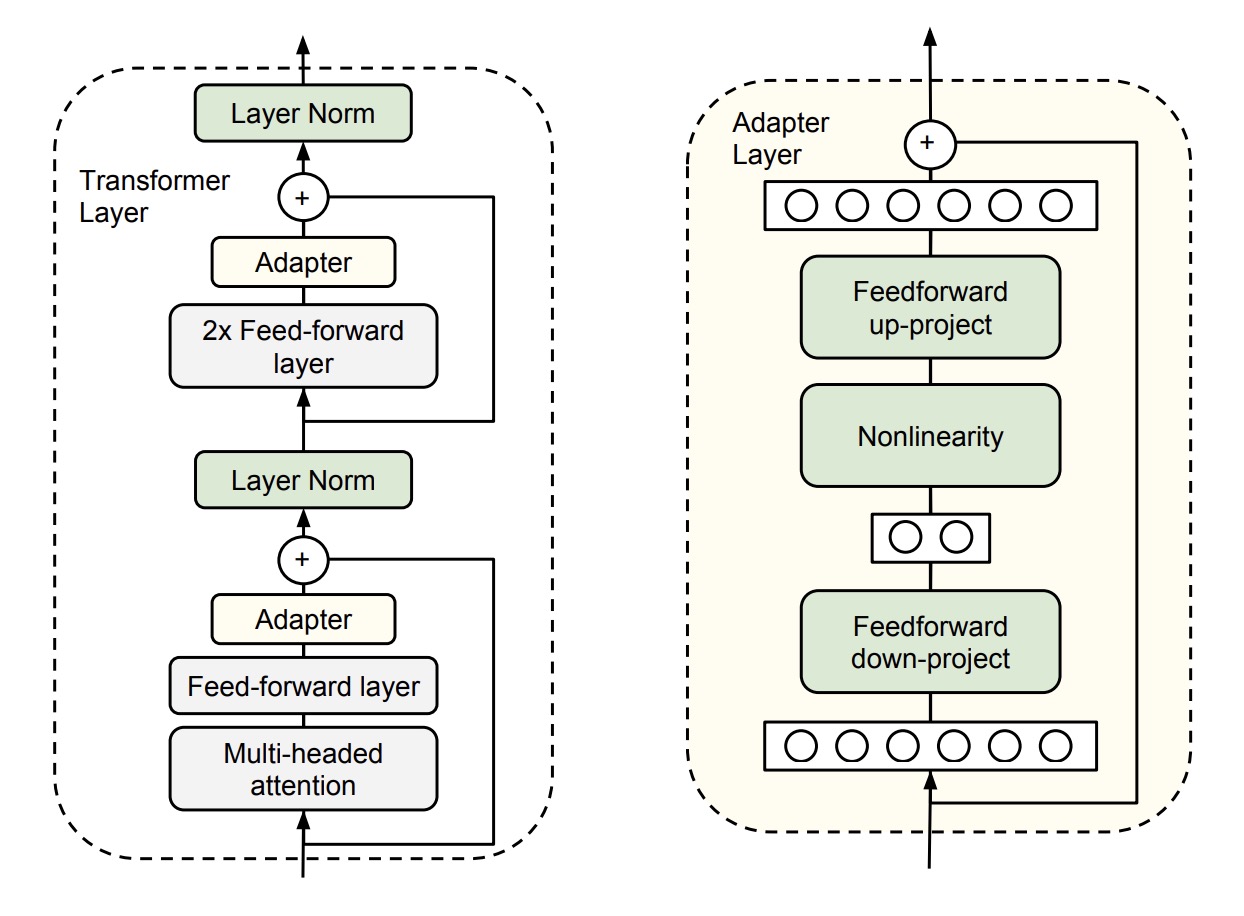 Layer Norm
Transformer
Layer
+
Adapter
2x Feed-forward
layer
Layer Norm
+
Adapter
Feed-forward layer
Multi-headed
attention
Adapter
Layer
+
Feedforward
up-project
Nonlinearity
Feedforward
down-project